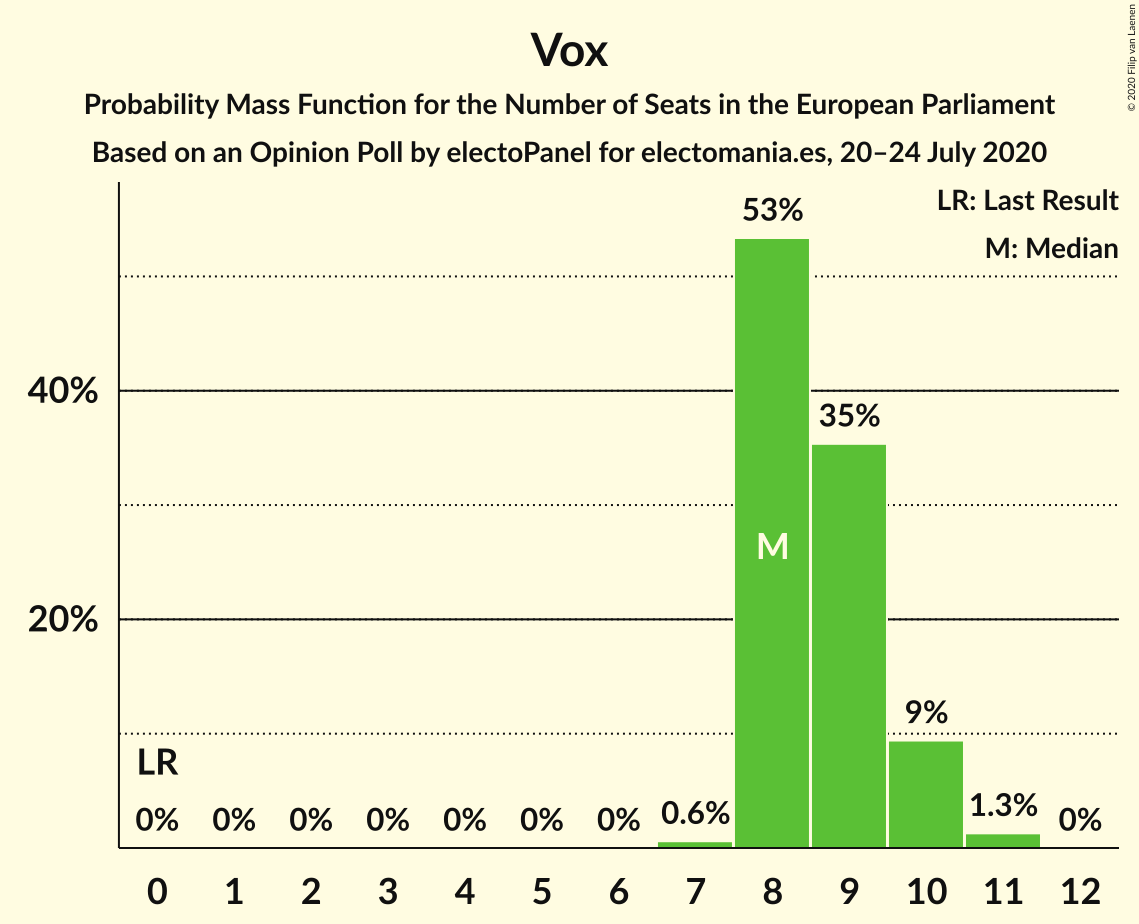 Vox
Probability Mass Function for the Number of Seats in the European Parliament
Based on an Opinion Poll by electoPanel for electomania.es, 20–24 July 2020
© 2020 Filip van Laenen
LR: Last Result
M: Median
53%
40%
35%
M
20%
9%
LR
0% 0% 0% 0% 0% 0% 0% 0.6% 1.3% 0%
0 1 2 3 4 5 6 7 8 9 10 11 12